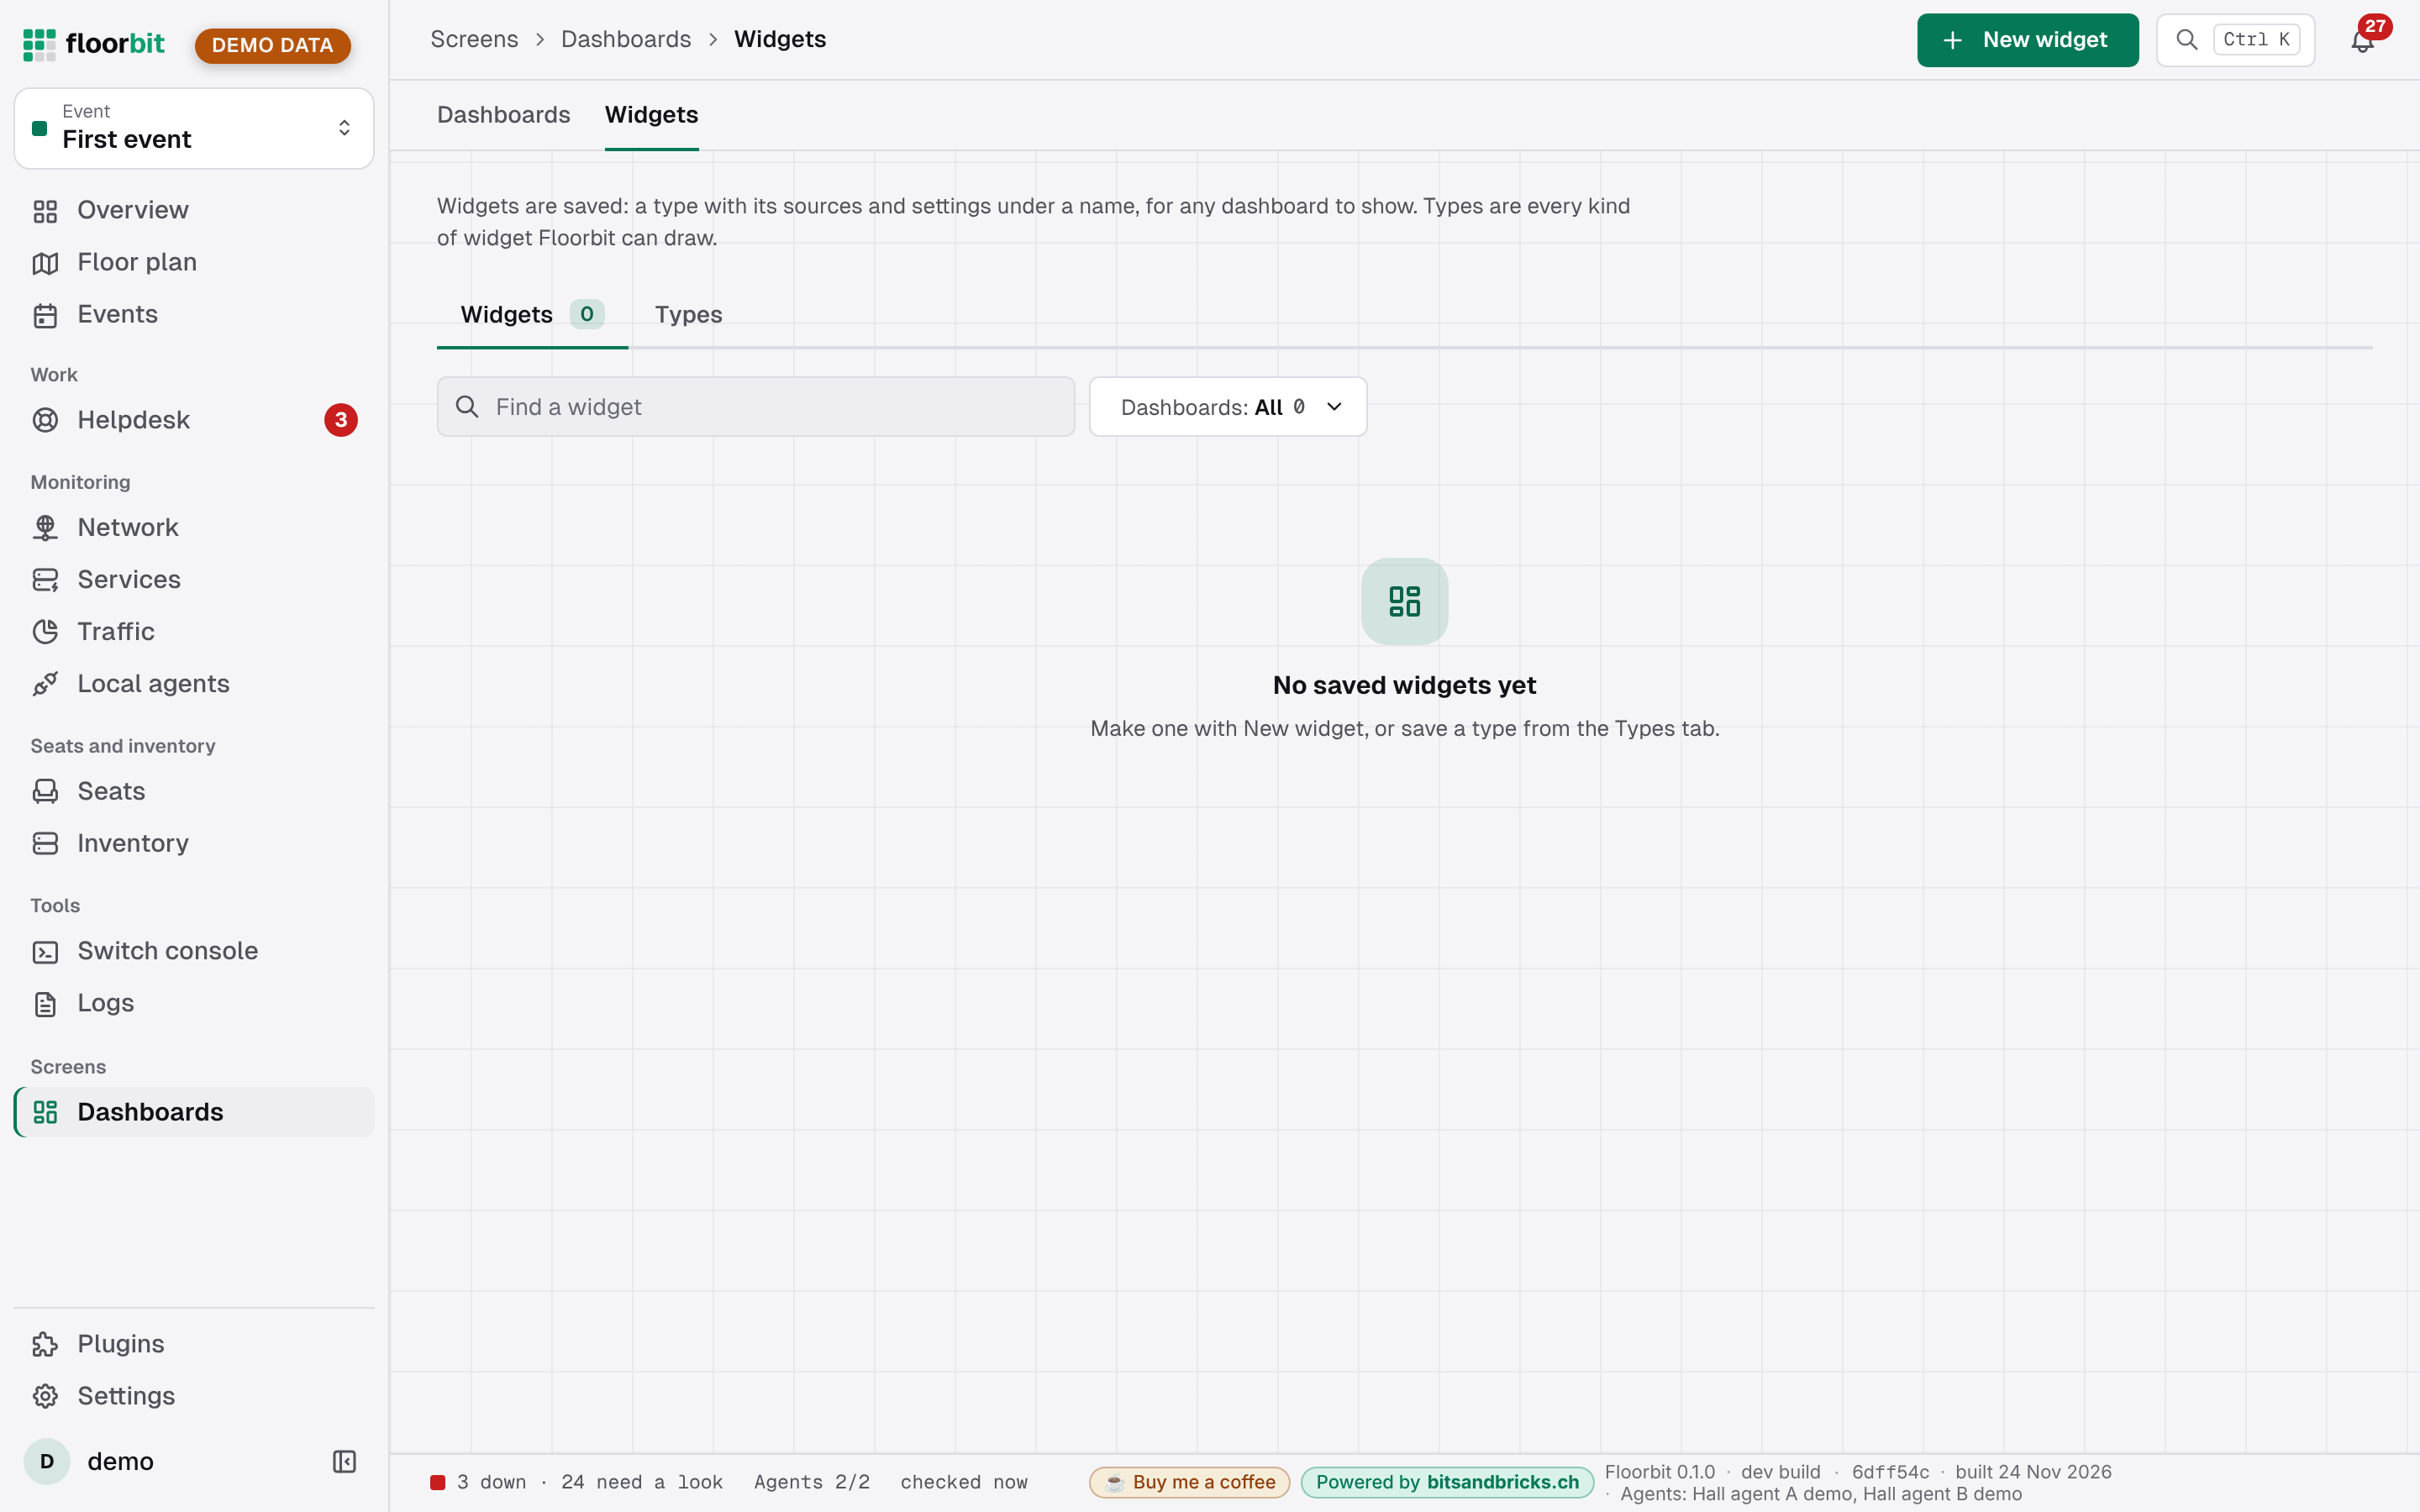 floorbit
DEMO DATA
Event
First event
Overview
Floor plan
Events
Work
Helpdesk
3
Monitoring
Network
Services
Traffic
Local agents
Seats and inventory
Seats
Inventory
Tools
Switch console
Logs
Screens
Dashboards
Plugins
Settings
D
demo
Screens > Dashboards > Widgets
New widget
Ctrl K
27
Dashboards
Widgets
Widgets are saved: a type with its sources and settings under a name, for any dashboard to show. Types are every kind
of widget Floorbit can draw.
Widgets 0
Types
Find a widget
Dashboards: All 0
No saved widgets yet
Make one with New widget, or save a type from the Types tab.
3 down · 24 need a look
Agents 2/2
checked now
☕ Buy me a coffee
Powered by bitsandbricks.ch
Floorbit 0.1.0 · dev build · 6dff54c · built 24 Nov 2026
· Agents: Hall agent A demo, Hall agent B demo